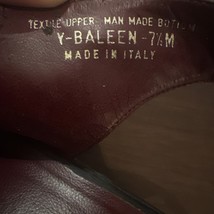 TEXTILE UPPER MAN MADE BOTTOM
Y-BALEEN-7½M
MADE IN ITALY